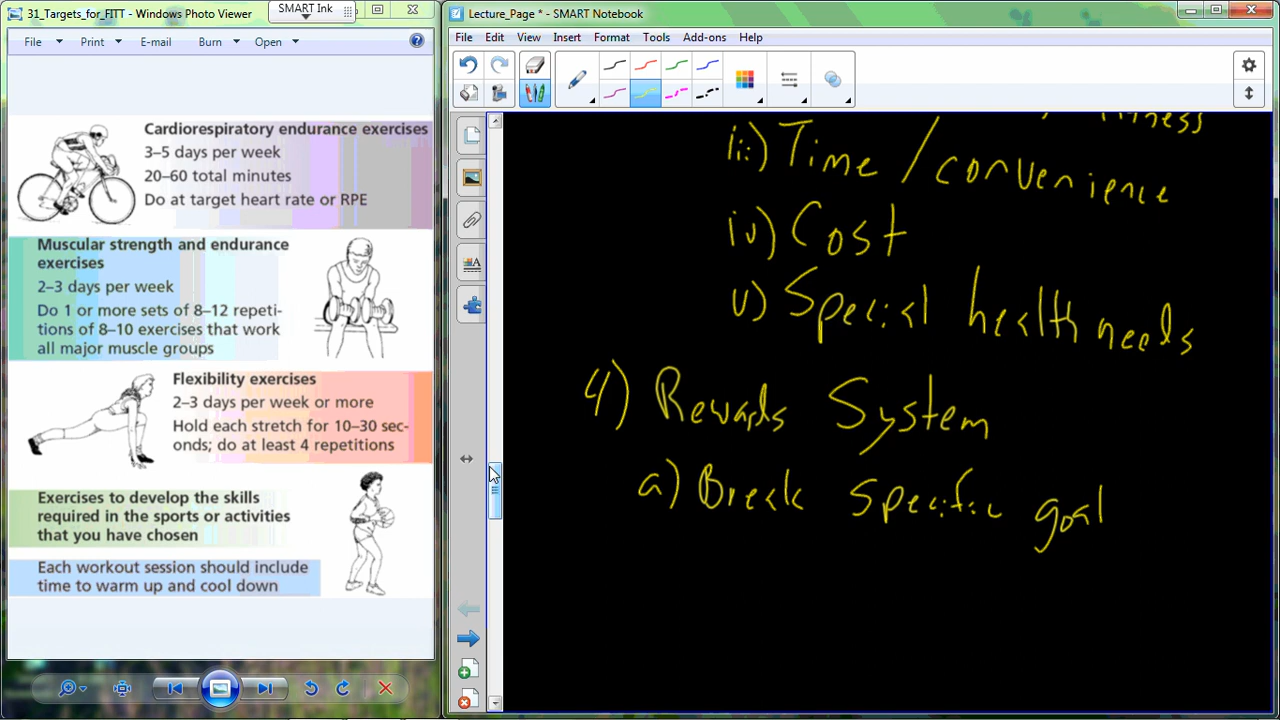 31_Targets_for_FITT - Windows Photo Viewer
SMART Ink
File Print E-mail Burn Open
Cardiorespiratory endurance exercises
3–5 days per week
20–60 total minutes
Do at target heart rate or RPE
Muscular strength and endurance
exercises
2–3 days per week
Do 1 or more sets of 8–12 repeti-
tions of 8–10 exercises that work
all major muscle groups
Flexibility exercises
2–3 days per week or more
Hold each stretch for 10–30 sec-
onds; do at least 4 repetitions
Exercises to develop the skills
required in the sports or activities
that you have chosen
Each workout session should include
time to warm up and cool down
Lecture_Page * - SMART Notebook
File Edit View Insert Format Tools Add-ons Help
iii) Time / convenience
iv) Cost
v) Special health needs
4) Rewards System
a) Break specific goal